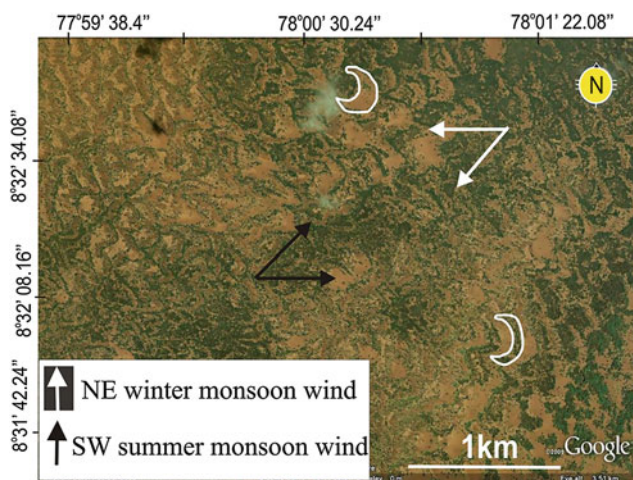 77°59' 38.4"
78°00' 30.24"
78°01' 22.08"
N
8°32' 34.08"
8°32' 08.16"
8°31' 42.24"
NE winter monsoon wind
SW summer monsoon wind
1km
Google